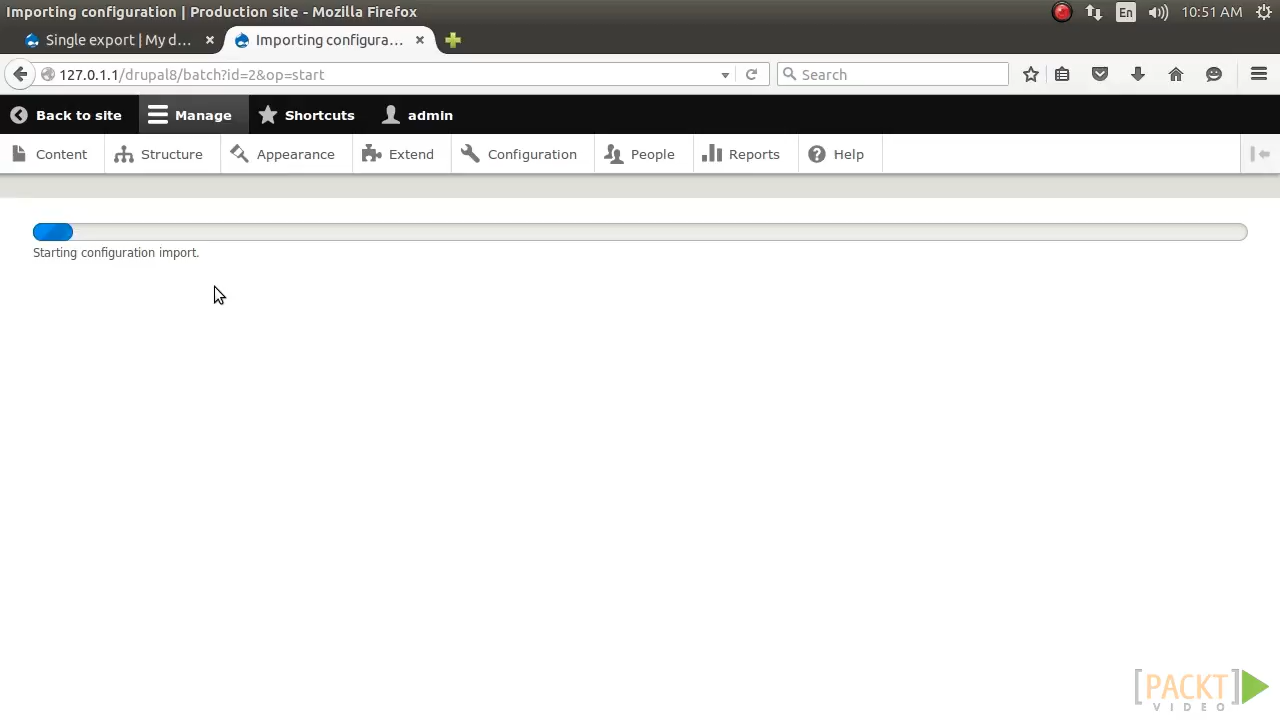 Importing configuration | Production site - Mozilla Firefox
En
10:51 AM
Single export | My d...
Importing configura...
127.0.1.1/drupal8/batch?id=2&op=start
Search
Back to site
Manage
Shortcuts
admin
Content
Structure
Appearance
Extend
Configuration
People
Reports
Help
Starting configuration import.
[PACKT]
VIDEO